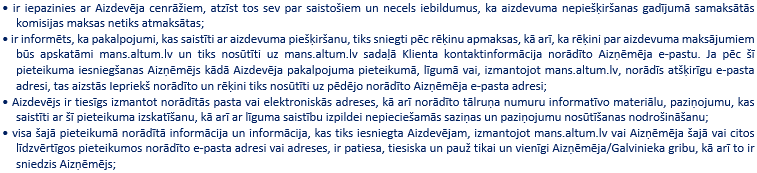 • ir iepazinies ar Aizdevēja cenrāžiem, atzīst tos sev par saistošiem un necels iebildumus, ka aizdevuma nepiešķiršanas gadījumā samaksātās
komisijas maksas netiks atmaksātas;
• ir informēts, ka pakalpojumi, kas saistīti ar aizdevuma piešķiršanu, tiks sniegti pēc rēķinu apmaksas, kā arī, ka rēķini par aizdevuma maksājumiem
būs apskatāmi mans.altum.lv un tiks nosūtīti uz mans.altum.lv sadaļā Klienta kontaktinformācija norādīto Aizņēmēja e-pastu. Ja pēc šī
pieteikuma iesniegšanas Aizņēmējs kādā Aizdevēja pakalpojuma pieteikumā, līgumā vai, izmantojot mans.altum.lv, norādīs atšķirīgu e-pasta
adresi, tas aizstās Iepriekš norādīto un rēķini tiks nosūtīti uz pēdējo norādīto Aizņēmēja e-pasta adresi;
• Aizdevējs ir tiesīgs izmantot norādītās pasta vai elektroniskās adreses, kā arī norādīto tālruņa numuru informatīvo materiālu, paziņojumu, kas
saistīti ar šī pieteikuma izskatīšanu, kā arī ar līguma saistību izpildei nepieciešamās saziņas un paziņojumu nosūtīšanas nodrošināšanu;
• visa šajā pieteikumā norādītā informācija un informācija, kas tiks iesniegta Aizdevējam, izmantojot mans.altum.lv vai Aizņēmēja šajā vai citos
līdzvērtīgos pieteikumos norādīto e-pasta adresi vai adreses, ir patiesa, tiesiska un pauž tikai un vienīgi Aizņēmēja/Galvinieka gribu, kā arī to ir
sniedzis Aizņēmējs;